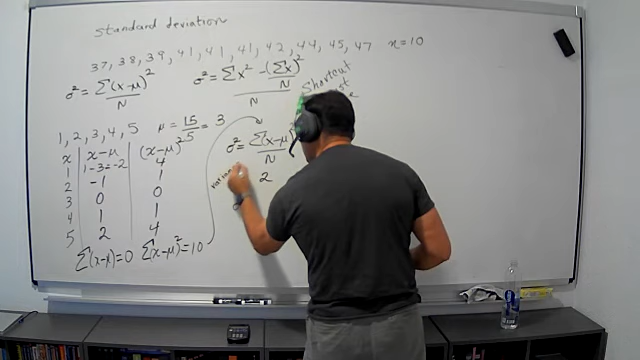 standard deviation
37, 38, 39, 41, 41, 41, 42, 44, 45, 47 n=10
σ² = Σ(x-μ)² / N
σ² = Σx² - (Σx)² / N / N
Shortcut
1, 2, 3, 4, 5 μ = 15/5 = 3
x x-μ (x-μ)²
1 1-3=-2 4
2 -1 1
3 0 0
4 1 1
5 2 4
Σ(x-μ)=0 Σ(x-μ)²=10
σ² = Σ(x-μ) / N
2